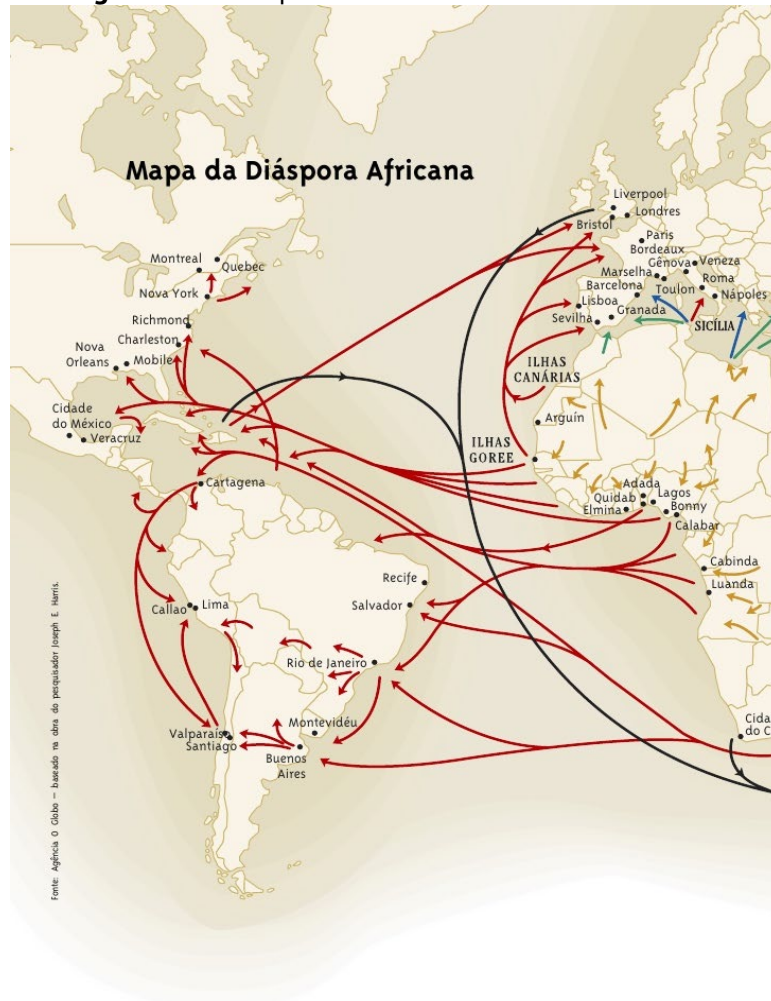 Mapa da Diáspora Africana
Liverpool
Londres
Bristol
Paris
Bordeaux
Gênova
Veneza
Marselha
Roma
Barcelona
Toulon
Nápoles
Lisboa
Sevilha
Granada
SICÍLIA
Montreal
Quebec
Nova York
Richmond
Charleston
Nova
Orleans
Mobile
Cidade
do México
Veracruz
ILHAS
CANÁRIAS
Arguín
ILHAS
GOREE
Adada
Quidab
Lagos
Elmina
Bonny
Calabar
Cartagena
Cabinda
Luanda
Recife
Salvador
Callao
Lima
Rio de Janeiro
Valparaís
Santiago
Montevidéu
Buenos
Aires
Cida
do C
Fonte: Agência O Globo – baseado na obra do pesquisador Joseph E. Harris.